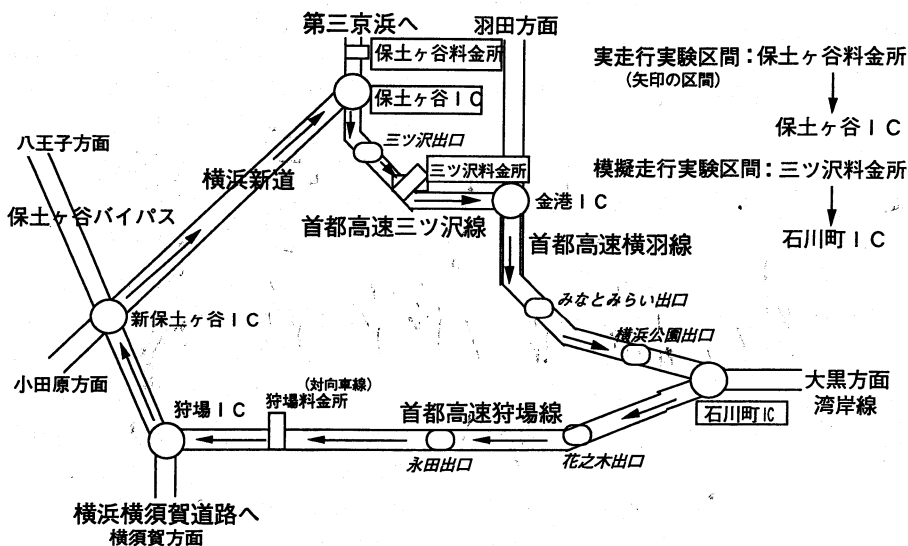 第三京浜へ
羽田方面
保土ヶ谷料金所
実走行実験区間：保土ヶ谷料金所
(矢印の区間)
保土ヶ谷ＩＣ
保土ヶ谷ＩＣ
三ツ沢出口
八王子方面
横浜新道
三ツ沢料金所
模擬走行実験区間：三ツ沢料金所
保土ヶ谷バイパス
首都高速三ツ沢線
金港ＩＣ
石川町ＩＣ
首都高速横羽線
みなとみらい出口
新保土ヶ谷ＩＣ
横浜公園出口
小田原方面
(対向車線)
狩場料金所
大黒方面
湾岸線
狩場ＩＣ
首都高速狩場線
石川町ＩＣ
永田出口
花之木出口
横浜横須賀道路へ
横須賀方面